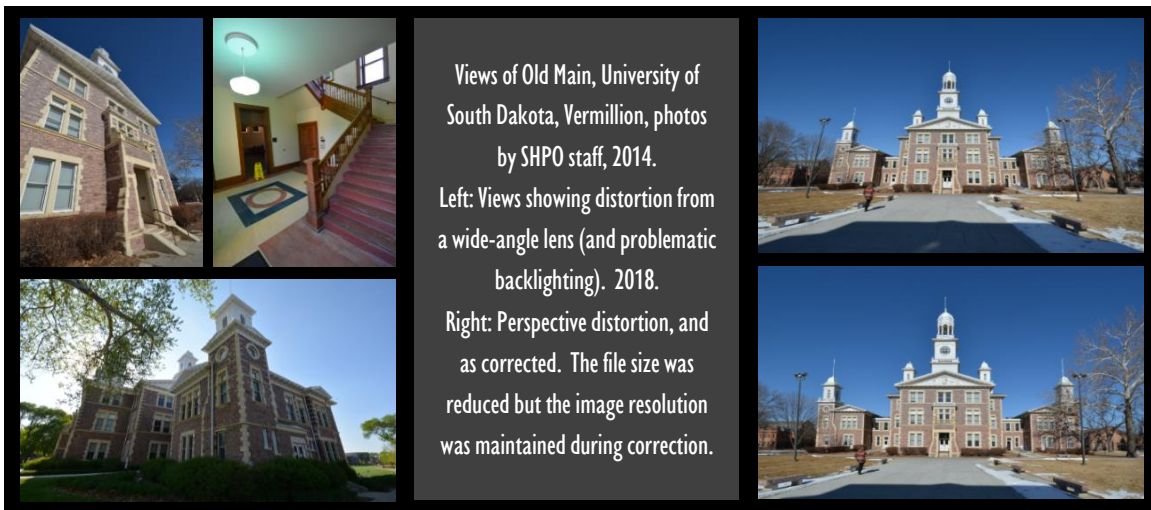 Views of Old Main, University of
South Dakota, Vermillion, photos
by SHPO staff, 2014.
Left: Views showing distortion from
a wide-angle lens (and problematic
backlighting).  2018.
Right: Perspective distortion, and
as corrected.  The file size was
reduced but the image resolution
was maintained during correction.